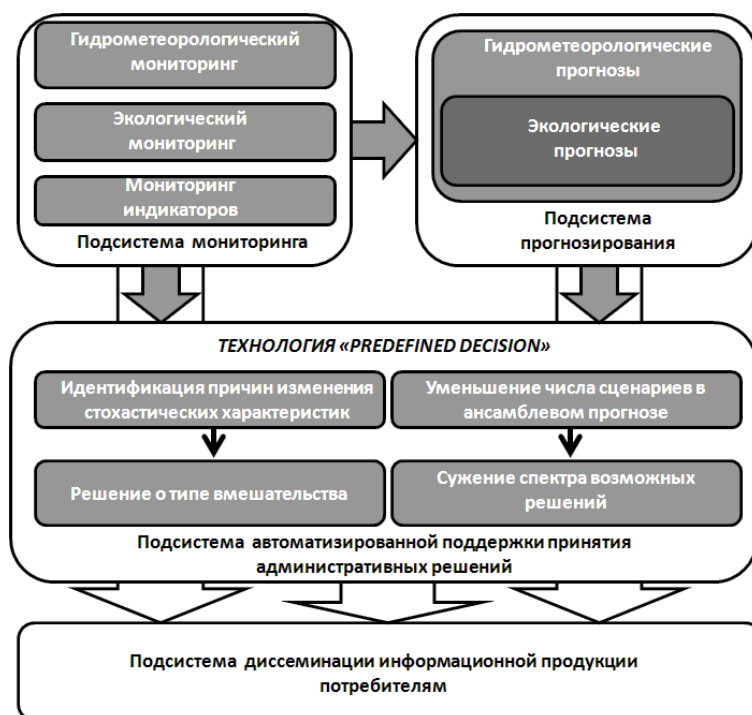 Гидрометеорологический
мониторинг
Экологический
мониторинг
Мониторинг
индикаторов
Подсистема мониторинга
Гидрометеорологические
прогнозы
Экологические
прогнозы
Подсистема
прогнозирования
ТЕХНОЛОГИЯ «PREDEFINED DECISION»
Идентификация причин изменения
стохастических характеристик
Уменьшение числа сценариев в
ансамблевом прогнозе
Решение о типе вмешательства
Сужение спектра возможных
решений
Подсистема автоматизированной поддержки принятия
административных решений
Подсистема диссеминации информационной продукции
потребителям